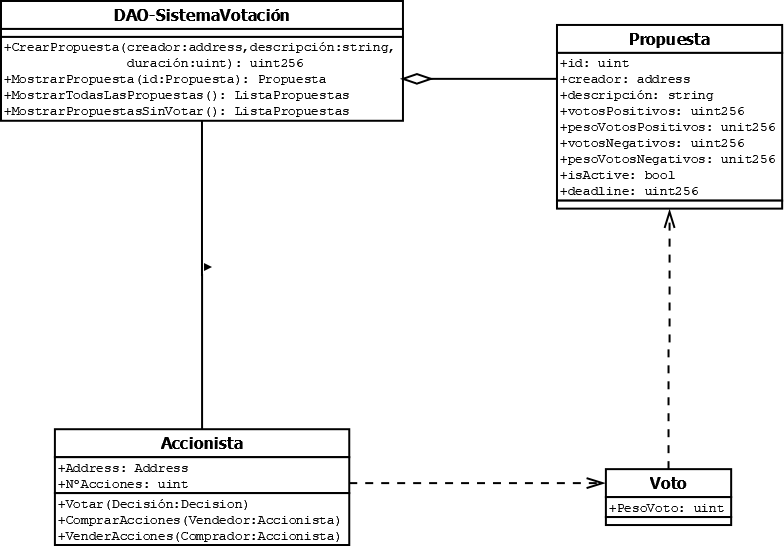 DAO-SistemaVotación
+CrearPropuesta(creador:address,descripción:string,
duración:uint): uint256
+MostrarPropuesta(id:Propuesta): Propuesta
+MostrarTodasLasPropuestas(): ListaPropuestas
+MostrarPropuestasSinVotar(): ListaPropuestas
Propuesta
+id: uint
+creador: address
+descripción: string
+votosPositivos: uint256
+pesoVotosPositivos: unit256
+votosNegativos: uint256
+pesoVotosNegativos: unit256
+isActive: bool
+deadline: uint256
Accionista
+Address: Address
+NºAcciones: uint
+Votar(Decisión:Decision)
+ComprarAcciones(Vendedor:Accionista)
+VenderAcciones(Comprador:Accionista)
Voto
+PesoVoto: uint